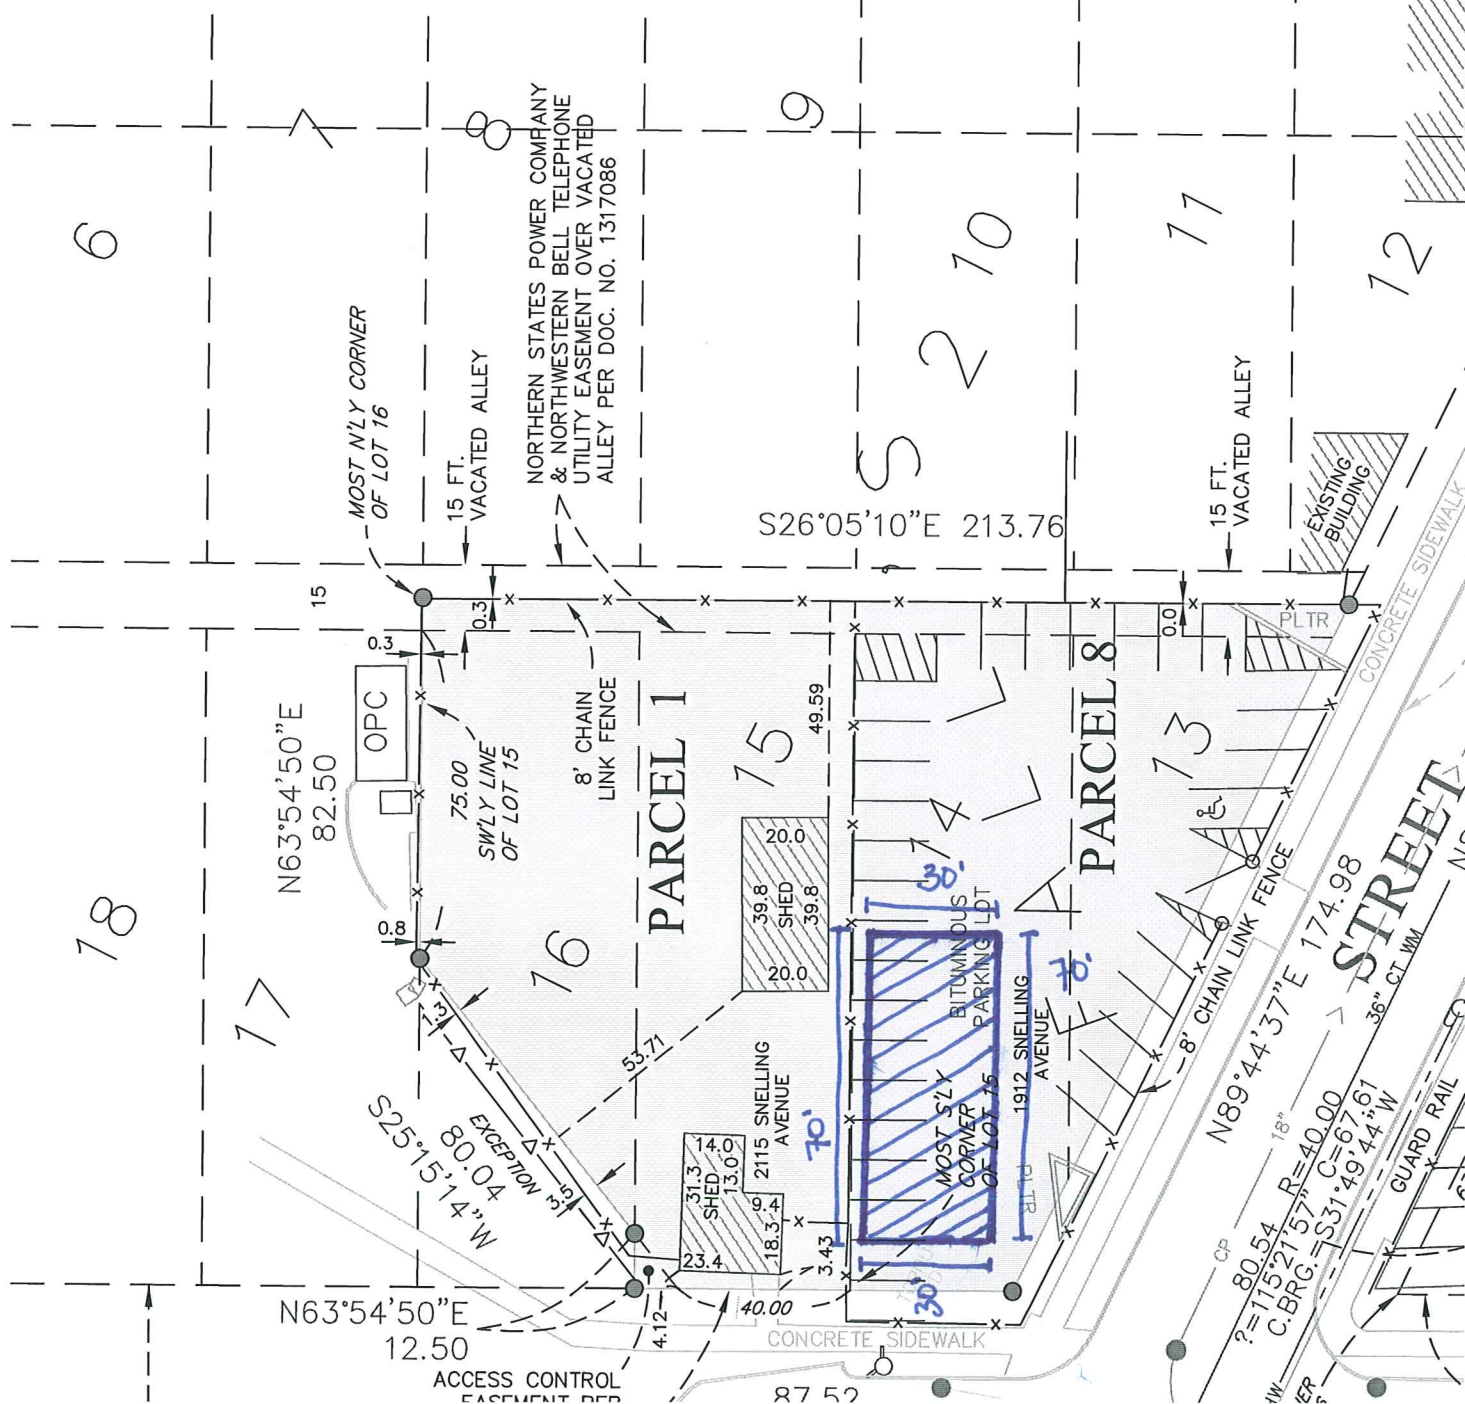 6
7
8
9
10
11
12
2
S
NORTHERN STATES POWER COMPANY
& NORTHWESTERN BELL TELEPHONE
UTILITY EASEMENT OVER VACATED
ALLEY PER DOC. NO. 1317086
MOST N'LY CORNER
OF LOT 16
15 FT.
VACATED ALLEY
15 FT.
VACATED ALLEY
EXISTING
BUILDING
S26°05'10"E 213.76
15
0.3
0.3
0.0
PLTR
CONCRETE SIDEWALK
OPC
N63°54'50"E
82.50
75.00
SW'LY LINE
OF LOT 15
8' CHAIN
LINK FENCE
PARCEL 1
15
49.59
PARCEL 8
13
14
18
17
16
0.8
1.3
20.0
39.8
SHED
39.8
20.0
30'
BITUMINOUS
PARKING LOT
70'
70'
1912 SNELLING
AVENUE
MOST S'LY
CORNER
OF LOT 15
PLTR
30'
53.71
2115 SNELLING
AVENUE
14.0
31.3
SHED
13.0
9.4
18.3
23.4
3.43
S25°15'14"W
80.04
EXCEPTION
3.5
N63°54'50"E
12.50
4.12
40.00
CONCRETE SIDEWALK
ACCESS CONTROL
EASEMENT PER
87.52
8' CHAIN LINK FENCE
N89°44'37"E 174.98
STREET
36" CT WM
18"
CP
?=115°21'57"
80.54 R=40.00
C=67.61
C.BRG.=S31°49'44"W
GUARD RAIL